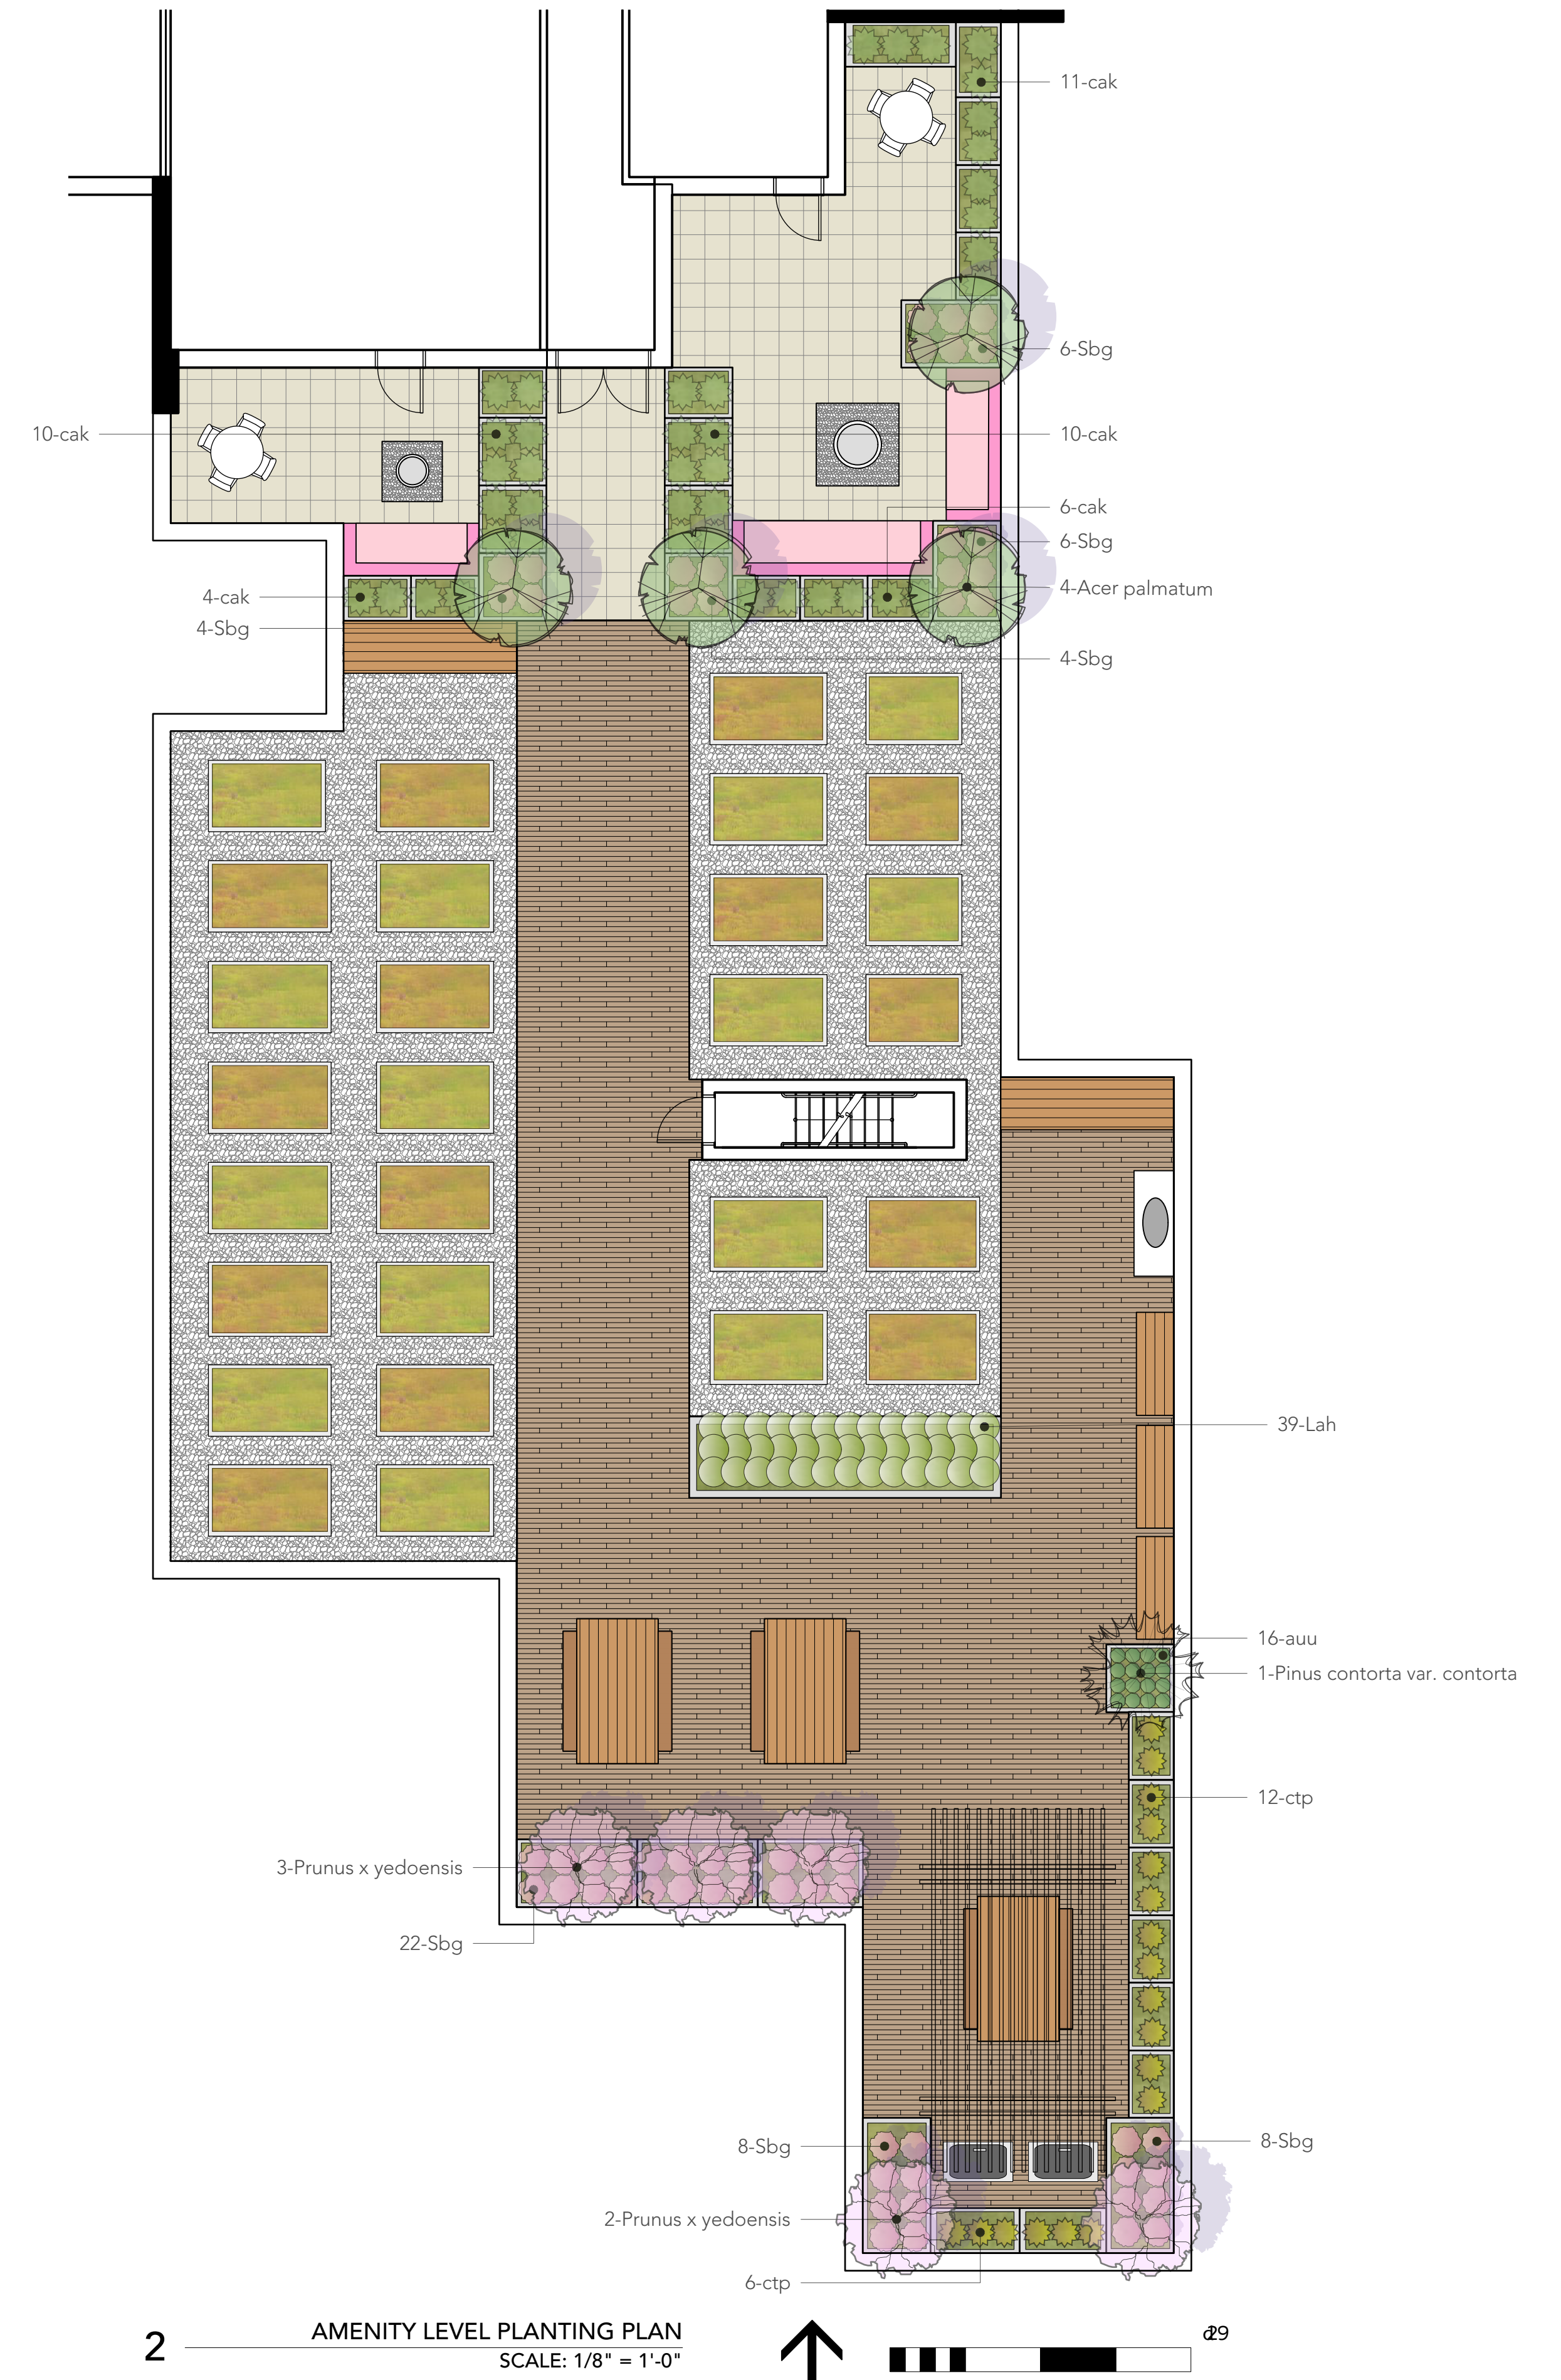 11-cak
6-Sbg
10-cak
10-cak
6-cak
6-Sbg
4-Acer palmatum
4-cak
4-Sbg
4-Sbg
39-Lah
16-auu
1-Pinus contorta var. contorta
12-ctp
3-Prunus x yedoensis
22-Sbg
8-Sbg
8-Sbg
2-Prunus x yedoensis
6-ctp
2
AMENITY LEVEL PLANTING PLAN
SCALE: 1/8" = 1'-0"